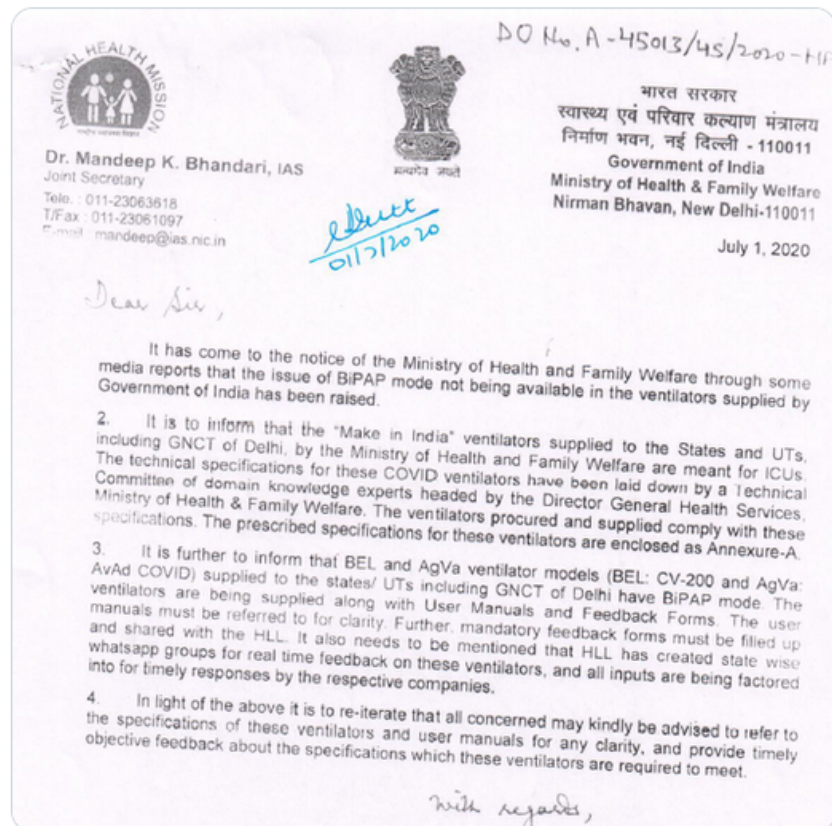 DO No. A-45013/45/2020-
NATIONAL HEALTH MISSION
भारत सरकार
स्वास्थ्य एवं परिवार कल्याण मंत्रालय
निर्माण भवन, नई दिल्ली - 110011
Government of India
Ministry of Health & Family Welfare
Nirman Bhavan, New Delhi-110011
सत्यमेव जयते
Dr. Mandeep K. Bhandari, IAS
Joint Secretary
Tele. : 011-23063618
T/Fax : 011-23061097
E-mail : mandeep@ias.nic.in
01/7/2020
July 1, 2020
Dear Sir,
It has come to the notice of the Ministry of Health and Family Welfare through some
media reports that the issue of BiPAP mode not being available in the ventilators supplied by
Government of India has been raised.
2. It is to inform that the "Make in India" ventilators supplied to the States and UTs,
including GNCT of Delhi, by the Ministry of Health and Family Welfare are meant for ICUs.
The technical specifications for these COVID ventilators have been laid down by a Technical
Committee of domain knowledge experts headed by the Director General Health Services,
Ministry of Health & Family Welfare. The ventilators procured and supplied comply with these
specifications. The prescribed specifications for these ventilators are enclosed as Annexure-A.
3. It is further to inform that BEL and AgVa ventilator models (BEL: CV-200 and AgVa:
AvAd COVID) supplied to the states/ UTs including GNCT of Delhi have BiPAP mode. The
ventilators are being supplied along with User Manuals and Feedback Forms. The user
manuals must be referred to for clarity. Further, mandatory feedback forms must be filled up
and shared with the HLL. It also needs to be mentioned that HLL has created state wise
whatsapp groups for real time feedback on these ventilators, and all inputs are being factored
into for timely responses by the respective companies.
4. In light of the above it is to re-iterate that all concerned may kindly be advised to refer to
the specifications of these ventilators and user manuals for any clarity, and provide timely
objective feedback about the specifications which these ventilators are required to meet.
With regards,